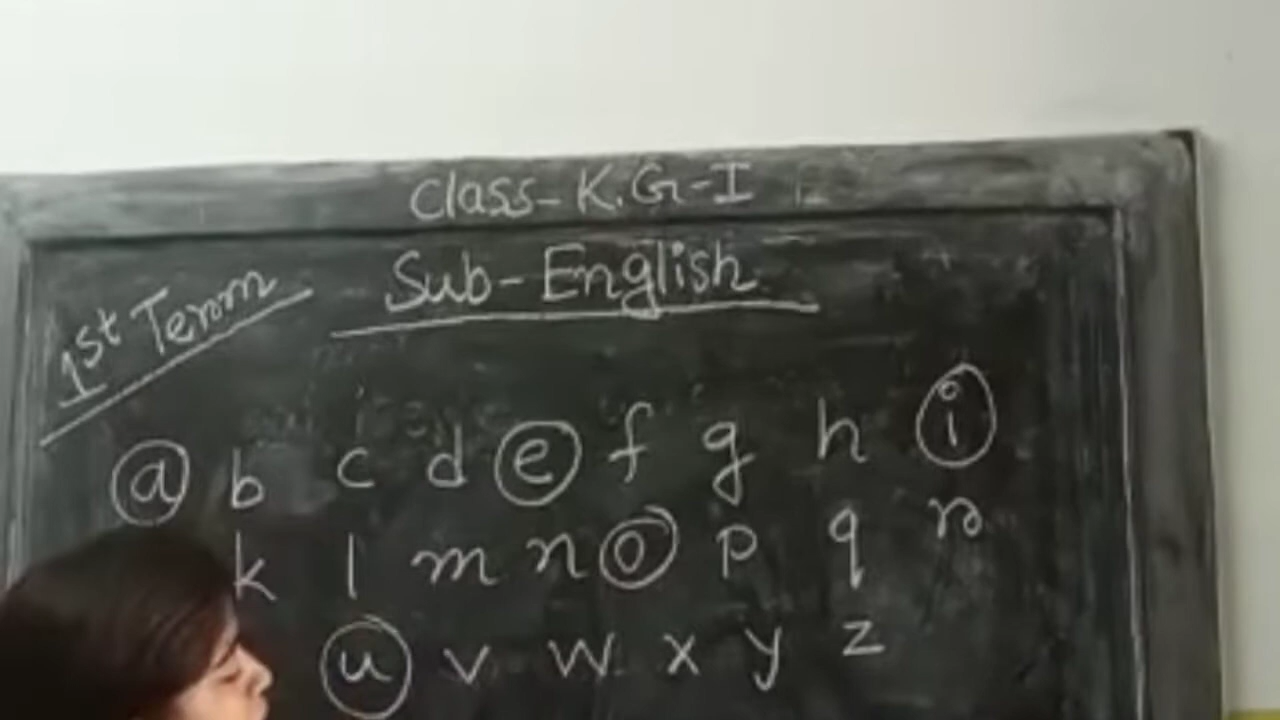 Class-K.G-I
Sub-English
1st Term
a b c d e f g h i
k l m n o p q r
u v w x y z